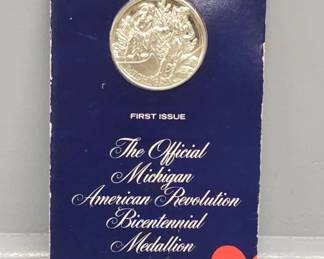 FIRST ISSUE
The Official
Michigan
American Revolution
Bicentennial
Medallion